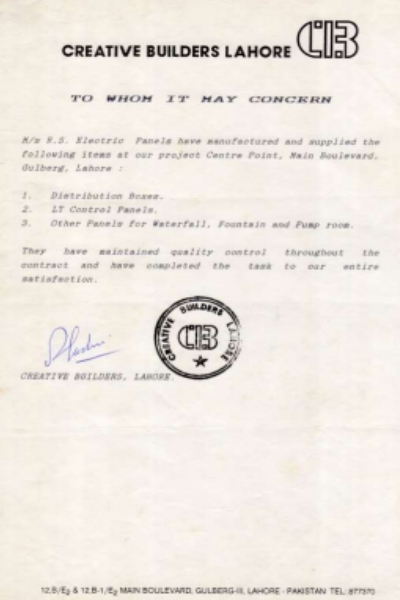 CREATIVE BUILDERS LAHORE CB
TO WHOM IT MAY CONCERN
M/s R.S. Electric Panels have manufactured and supplied the
following items at our project Centre Point, Main Boulevard,
Gulberg, Lahore :
1. Distribution Boxes.
2. LT Control Panels.
3. Other Panels for Waterfall, Fountain and Pump room.
They have maintained quality control throughout the
contract and have completed the task to our entire
satisfaction.
CREATIVE BUILDERS LAHORE
CB
CREATIVE BUILDERS, LAHORE.
12,B/E2 & 12,B-1/E2 MAIN BOULEVARD, GULBERG-III, LAHORE - PAKISTAN TEL: 877370